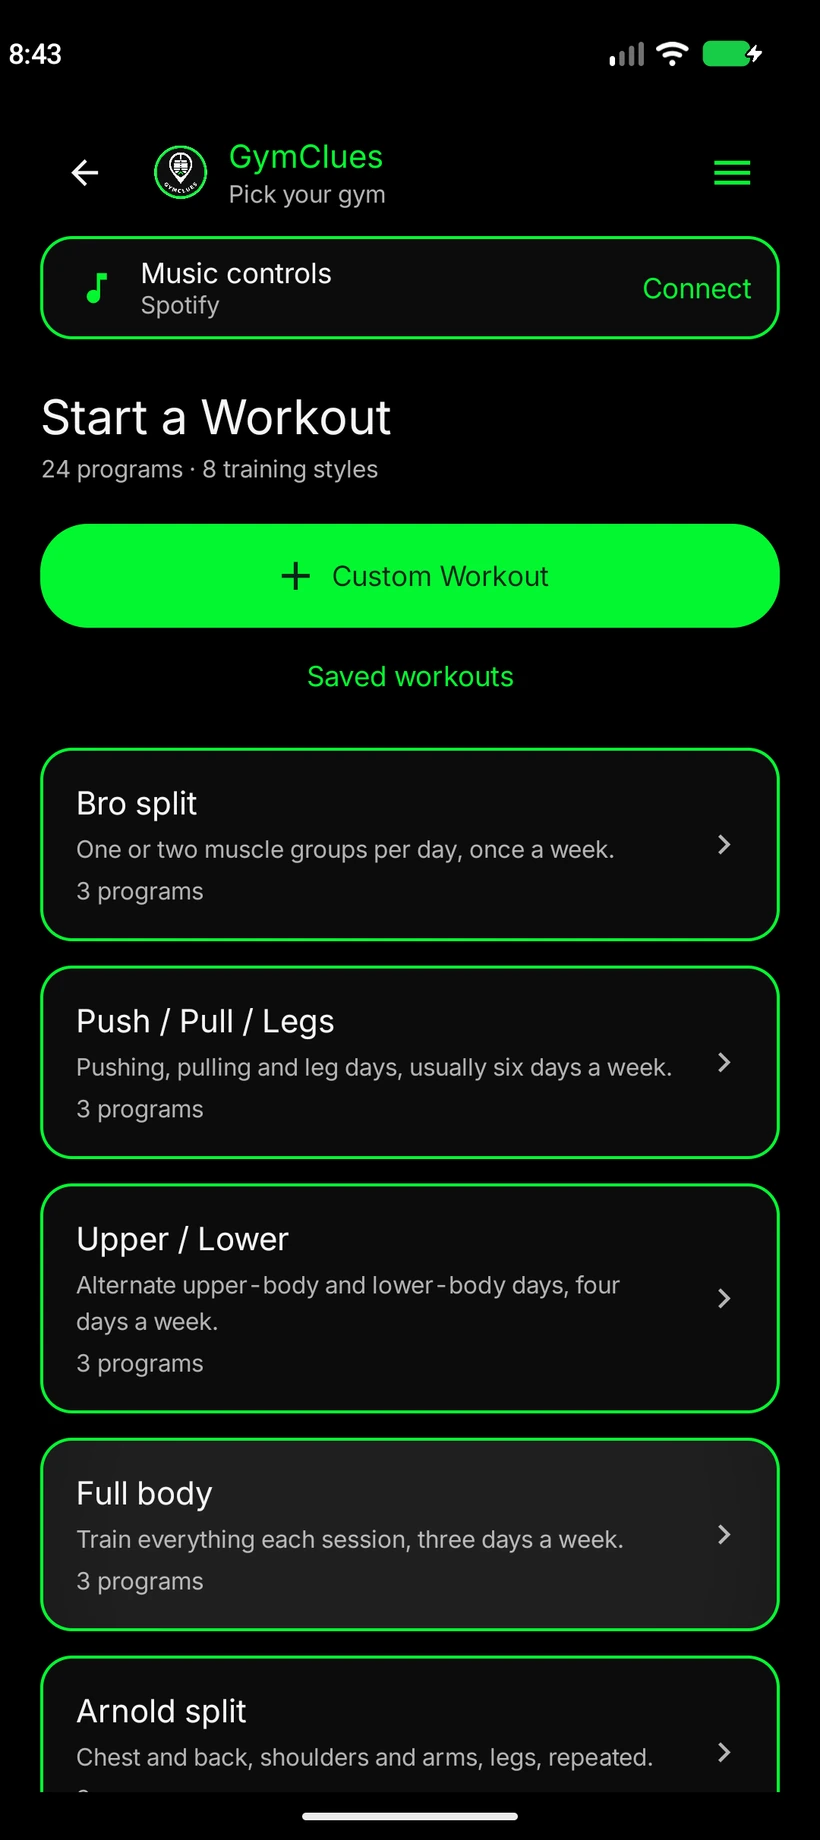 8:43
GymClues
Pick your gym
GYMCLUES
Music controls
Spotify
Connect
Start a Workout
24 programs · 8 training styles
+ Custom Workout
Saved workouts
Bro split
One or two muscle groups per day, once a week.
3 programs
Push / Pull / Legs
Pushing, pulling and leg days, usually six days a week.
3 programs
Upper / Lower
Alternate upper-body and lower-body days, four
days a week.
3 programs
Full body
Train everything each session, three days a week.
3 programs
Arnold split
Chest and back, shoulders and arms, legs, repeated.